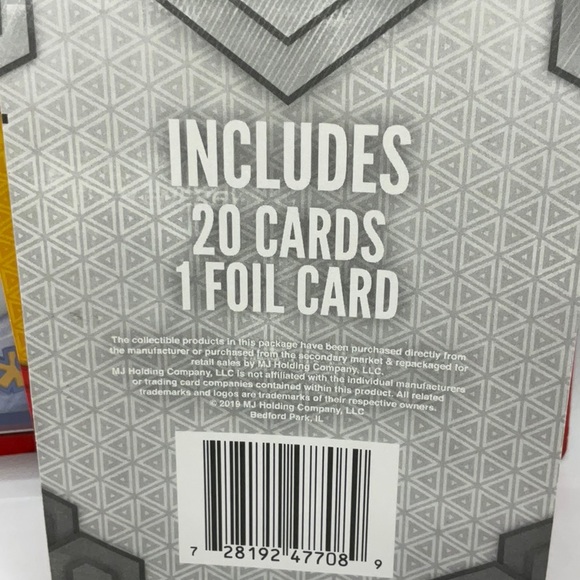 INCLUDES
20 CARDS
1 FOIL CARD
The collectible products in this package have been purchased directly from
the manufacturer or purchased from the secondary market & repackaged for
retail sales by MJ Holding Company, LLC.
MJ Holding Company, LLC is not affiliated with the individual manufacturers
or trading card companies contained within this product. All related
trademarks and logos are trademarks of their respective owners.
© 2019 MJ Holding Company, LLC
Bedford Park, IL
7 28192 47708 9